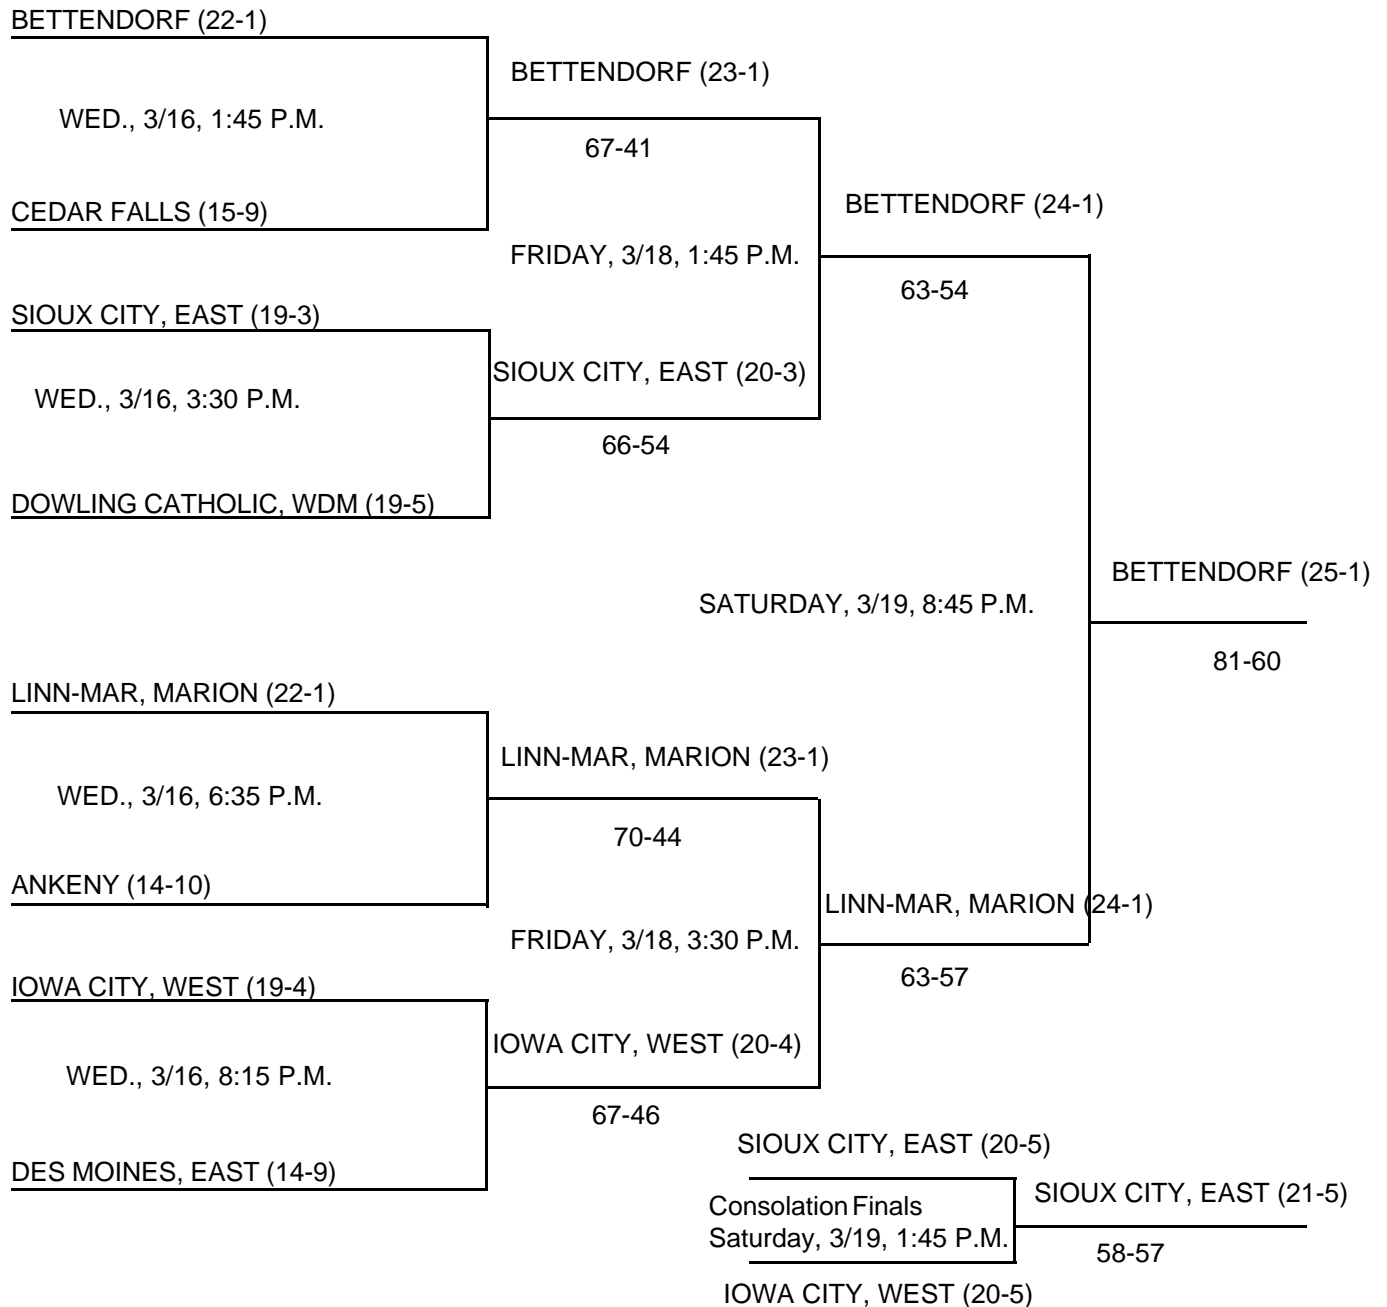 BETTENDORF (22-1)
BETTENDORF (23-1)
WED., 3/16, 1:45 P.M.
67-41
CEDAR FALLS (15-9)
BETTENDORF (24-1)
FRIDAY, 3/18, 1:45 P.M.
63-54
SIOUX CITY, EAST (19-3)
SIOUX CITY, EAST (20-3)
WED., 3/16, 3:30 P.M.
66-54
DOWLING CATHOLIC, WDM (19-5)
BETTENDORF (25-1)
SATURDAY, 3/19, 8:45 P.M.
81-60
LINN-MAR, MARION (22-1)
LINN-MAR, MARION (23-1)
WED., 3/16, 6:35 P.M.
70-44
ANKENY (14-10)
LINN-MAR, MARION (24-1)
FRIDAY, 3/18, 3:30 P.M.
63-57
IOWA CITY, WEST (19-4)
IOWA CITY, WEST (20-4)
WED., 3/16, 8:15 P.M.
67-46
DES MOINES, EAST (14-9)
SIOUX CITY, EAST (20-5)
SIOUX CITY, EAST (21-5)
Consolation Finals
Saturday, 3/19, 1:45 P.M.
58-57
IOWA CITY, WEST (20-5)